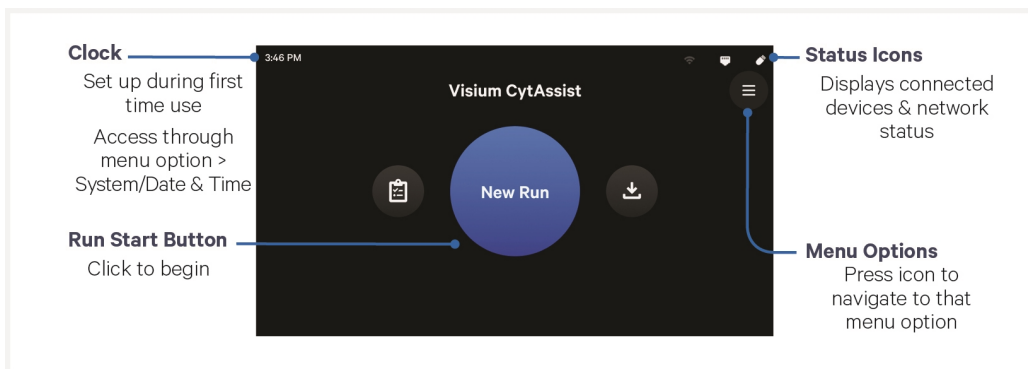 Clock
Set up during first
time use
Access through
menu option >
System/Date & Time
Run Start Button
Click to begin
3:46 PM
Visium CytAssist
New Run
Status Icons
Displays connected
devices & network
status
Menu Options
Press icon to
navigate to that
menu option